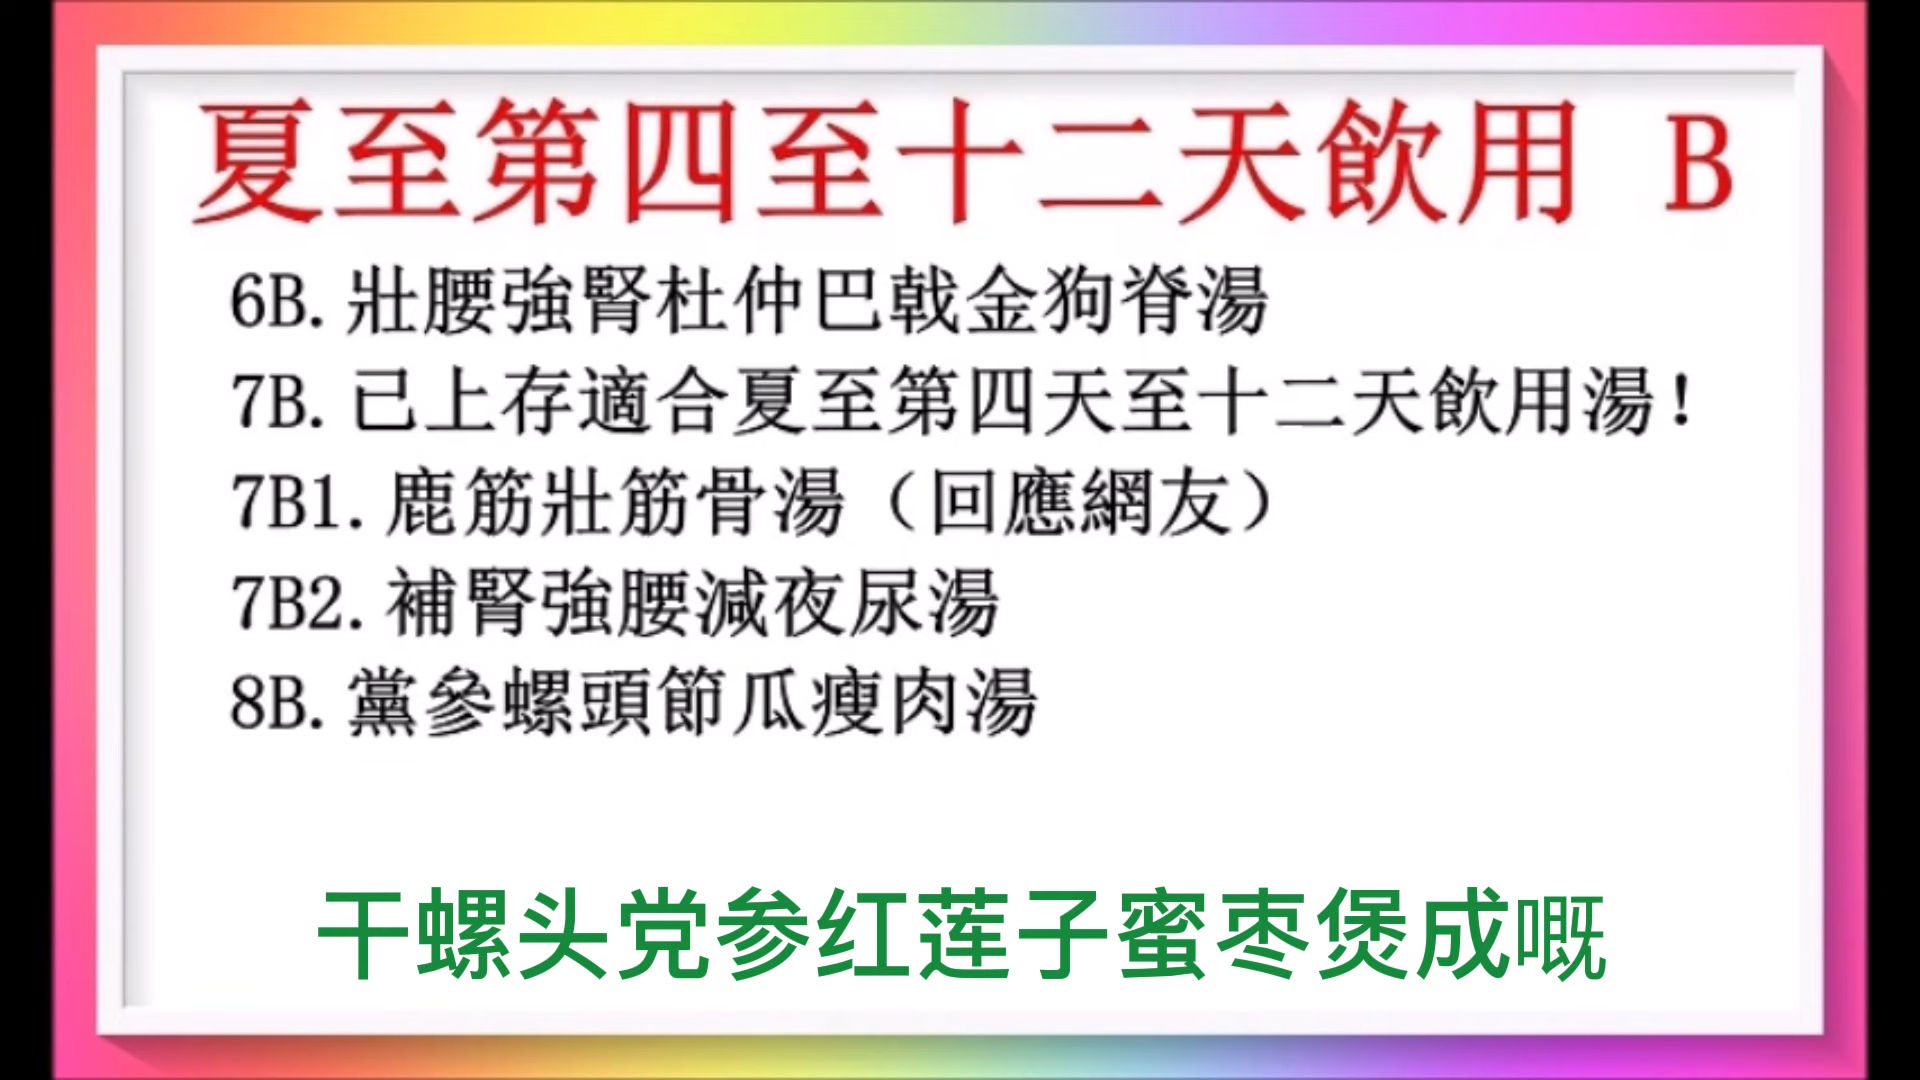 夏至第四至十二天飲用 B
6B.壯腰強腎杜仲巴戟金狗脊湯
7B.已上存適合夏至第四天至十二天飲用湯！
7B1.鹿筋壯筋骨湯（回應網友）
7B2.補腎強腰減夜尿湯
8B.黨參螺頭節瓜瘦肉湯
干螺头党参红莲子蜜枣煲成嘅